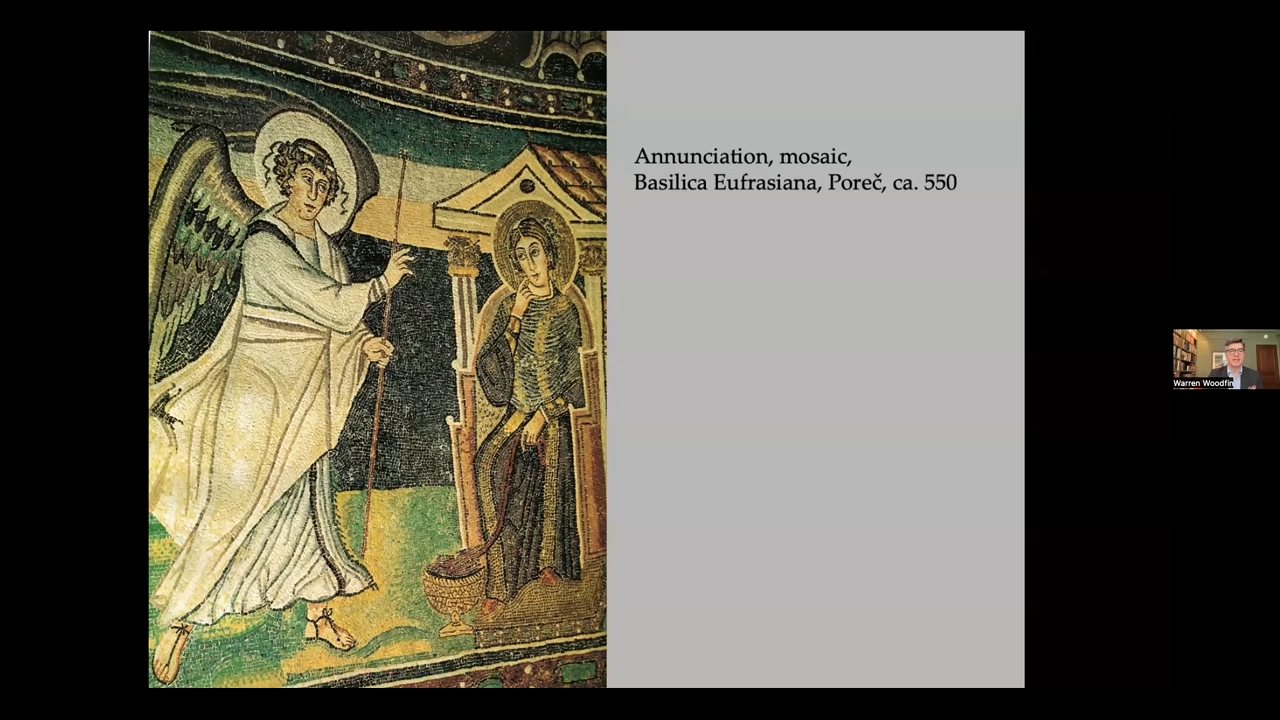 Annunciation, mosaic,
Basilica Eufrasiana, Poreč, ca. 550
Warren Woodfin